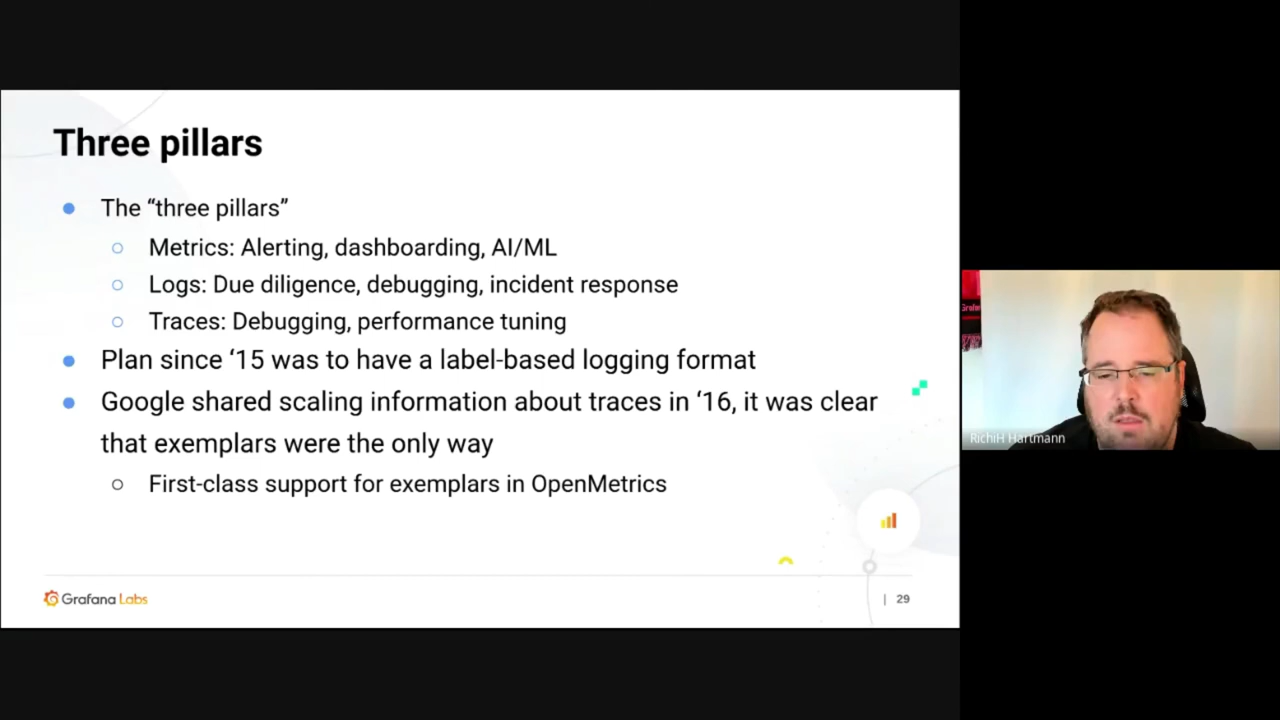 Three pillars
The “three pillars”
Metrics: Alerting, dashboarding, AI/ML
Logs: Due diligence, debugging, incident response
Traces: Debugging, performance tuning
Plan since ‘15 was to have a label-based logging format
Google shared scaling information about traces in ‘16, it was clear
that exemplars were the only way
First-class support for exemplars in OpenMetrics
Grafana Labs
| 29
RichiH Hartmann